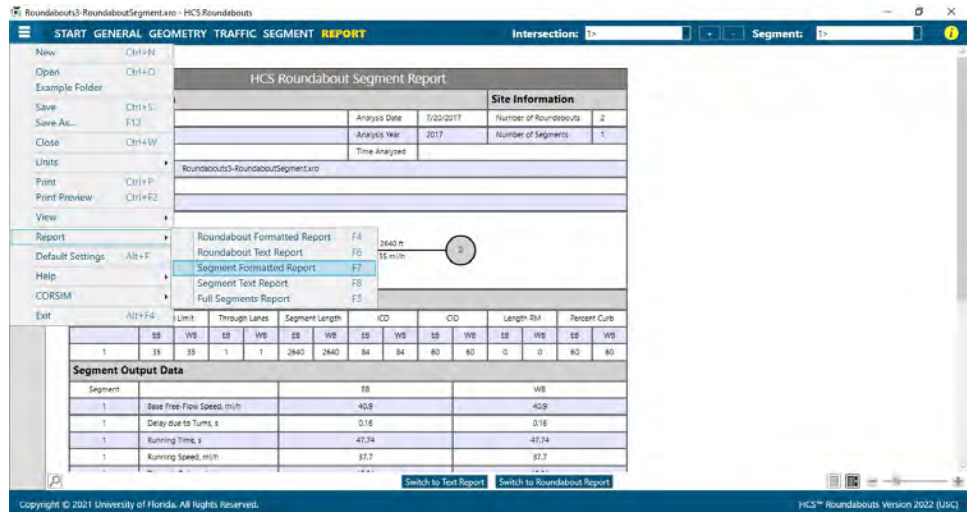 Roundabouts3-RoundaboutSegment.xro - HCS Roundabouts
START GENERAL GEOMETRY TRAFFIC SEGMENT REPORT Intersection: 1> + - Segment: 1>
New Ctrl+N
Open Ctrl+O
Example Folder
Save Ctrl+S
Save As... F12
Close Ctrl+W
Units
Print Ctrl+P
Print Preview Ctrl+F2
View
Report
Default Settings Alt+F
Help
CORSIM
Exit Alt+F4
Roundabout Formatted Report F4
Roundabout Text Report F6
Segment Formatted Report F7
Segment Text Report F8
Full Segments Report F3
HCS Roundabout Segment Report
Site Information
Analysis Date 7/20/2017 Number of Roundabouts 2
Analysis Year 2017 Number of Segments 1
Time Analyzed
Roundabouts3-RoundaboutSegment.xro
2640 ft
35 mi/h
2
Limit Through Lanes Segment Length ICD CID Length RM Percent Curb
EB WB EB WB EB WB EB WB EB WB EB WB EB WB
1 35 35 1 1 2640 2640 84 84 60 60 0 0 60 60
Segment Output Data
Segment EB WB
1 Base Free-Flow Speed, mi/h 40.9 40.9
1 Delay due to Turns, s 0.16 0.16
1 Running Time, s 47.74 47.74
1 Running Speed, mi/h 37.7 37.7
Switch to Text Report Switch to Roundabout Report
Copyright © 2021 University of Florida. All Rights Reserved. HCS™ Roundabouts Version 2022 (USC)